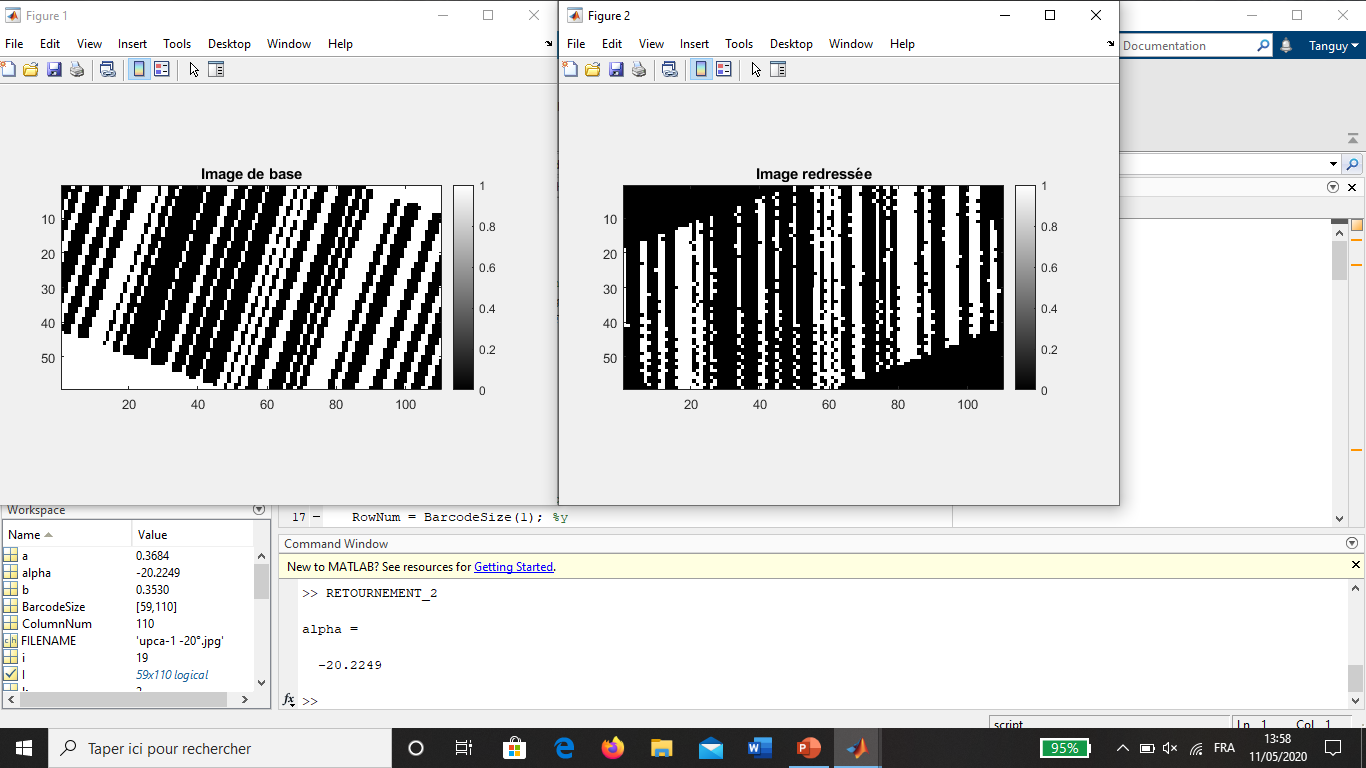 Figure 1
File Edit View Insert Tools Desktop Window Help
Image de base
10
20
30
40
50
20 40 60 80 100
1
0.8
0.6
0.4
0.2
0
Figure 2
File Edit View Insert Tools Desktop Window Help
Image redressée
10
20
30
40
50
20 40 60 80 100
1
0.8
0.6
0.4
0.2
0
Documentation
Tanguy
17 – RowNum = BarcodeSize(1); %y
Workspace
Name Value
a 0.3684
alpha -20.2249
b 0.3530
BarcodeSize [59,110]
ColumnNum 110
FILENAME 'upca-1 -20°.jpg'
i 19
I 59x110 logical
Command Window
New to MATLAB? See resources for Getting Started.
>> RETOURNEMENT_2
alpha =
-20.2249
fx >>
script
Ln 1 Col 1
Taper ici pour rechercher
95%
FRA
13:58
11/05/2020